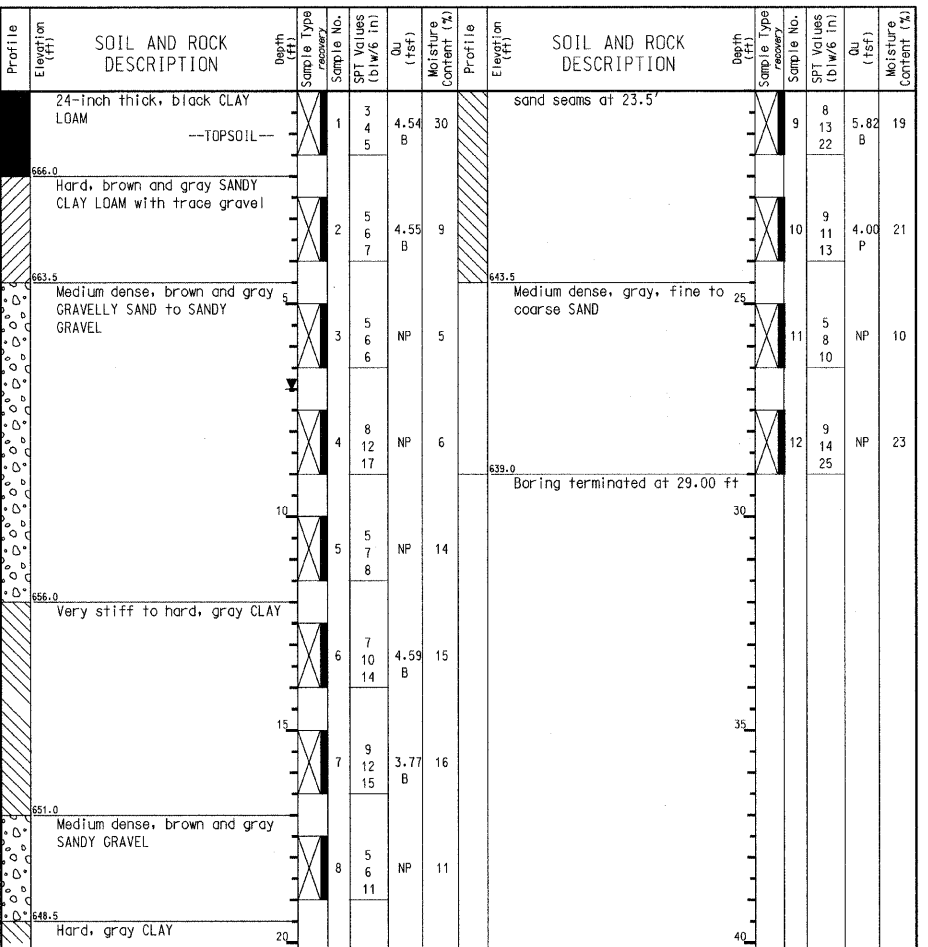 Profile
Elevation (ft)
SOIL AND ROCK DESCRIPTION
Depth (ft)
Sample Type recovery
Sample No.
SPT Values (blw/6 in)
Qu (tsf)
Moisture Content (%)
Profile
Elevation (ft)
SOIL AND ROCK DESCRIPTION
Depth (ft)
Sample Type recovery
Sample No.
SPT Values (blw/6 in)
Qu (tsf)
Moisture Content (%)
24-inch thick, black CLAY
LOAM
--TOPSOIL--
1
3
4
5
4.54
B
30
666.0
Hard, brown and gray SANDY
CLAY LOAM with trace gravel
2
5
6
7
4.55
B
9
663.5
Medium dense, brown and gray
GRAVELLY SAND to SANDY
GRAVEL
5
3
5
6
6
NP
5
4
8
12
17
NP
6
10
5
5
7
8
NP
14
656.0
Very stiff to hard, gray CLAY
6
7
10
14
4.59
B
15
15
7
9
12
15
3.77
B
16
651.0
Medium dense, brown and gray
SANDY GRAVEL
8
5
6
11
NP
11
648.5
Hard, gray CLAY
20
sand seams at 23.5'
9
8
13
22
5.82
B
19
10
9
11
13
4.00
P
21
643.5
Medium dense, gray, fine to
coarse SAND
25
11
5
8
10
NP
10
12
9
14
25
NP
23
639.0
Boring terminated at 29.00 ft
30
35
40